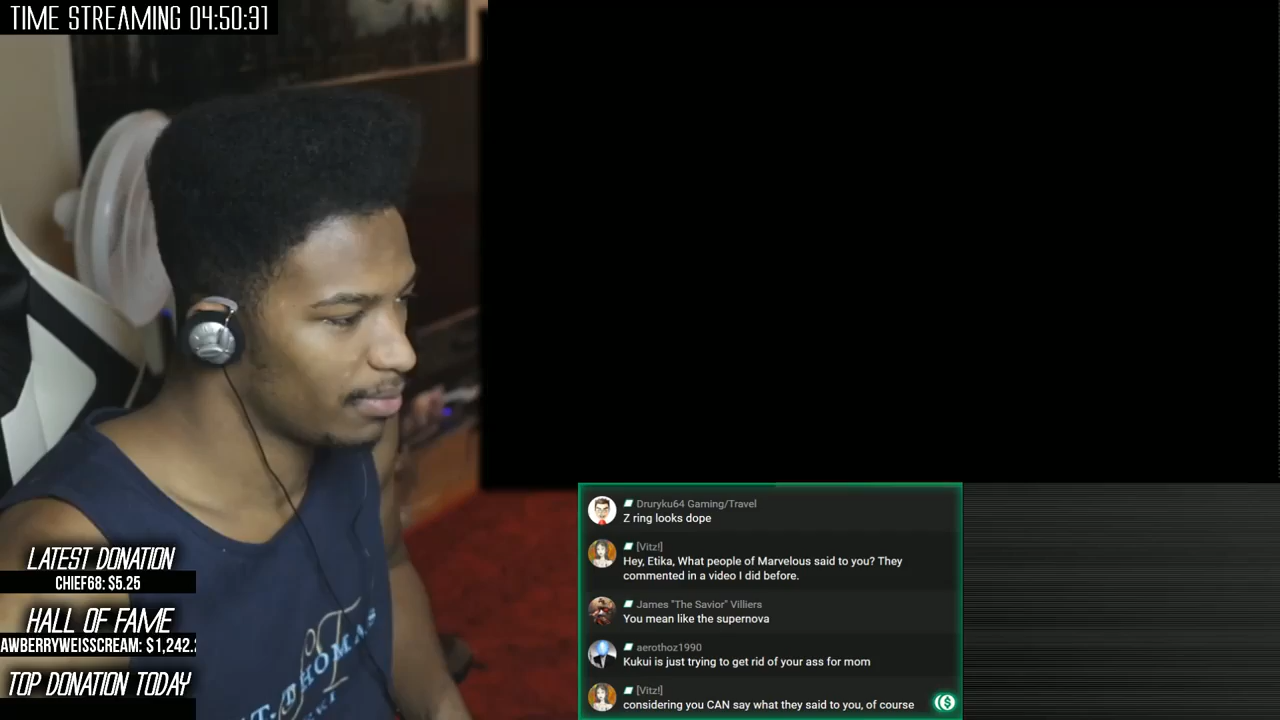 TIME STREAMING 04:50:31
Druryku64 Gaming/Travel
Z ring looks dope
[Vitz!]
Hey, Etika, What people of Marvelous said to you? They
commented in a video I did before.
James "The Savior" Villiers
You mean like the supernova
aerothoz1990
Kukui is just trying to get rid of your ass for mom
[Vitz!]
considering you CAN say what they said to you, of course
LATEST DONATION
CHIEF68: $5.25
HALL OF FAME
AWBERRYWEISSCREAM: $1,242.
TOP DONATION TODAY
ST. THOMAS